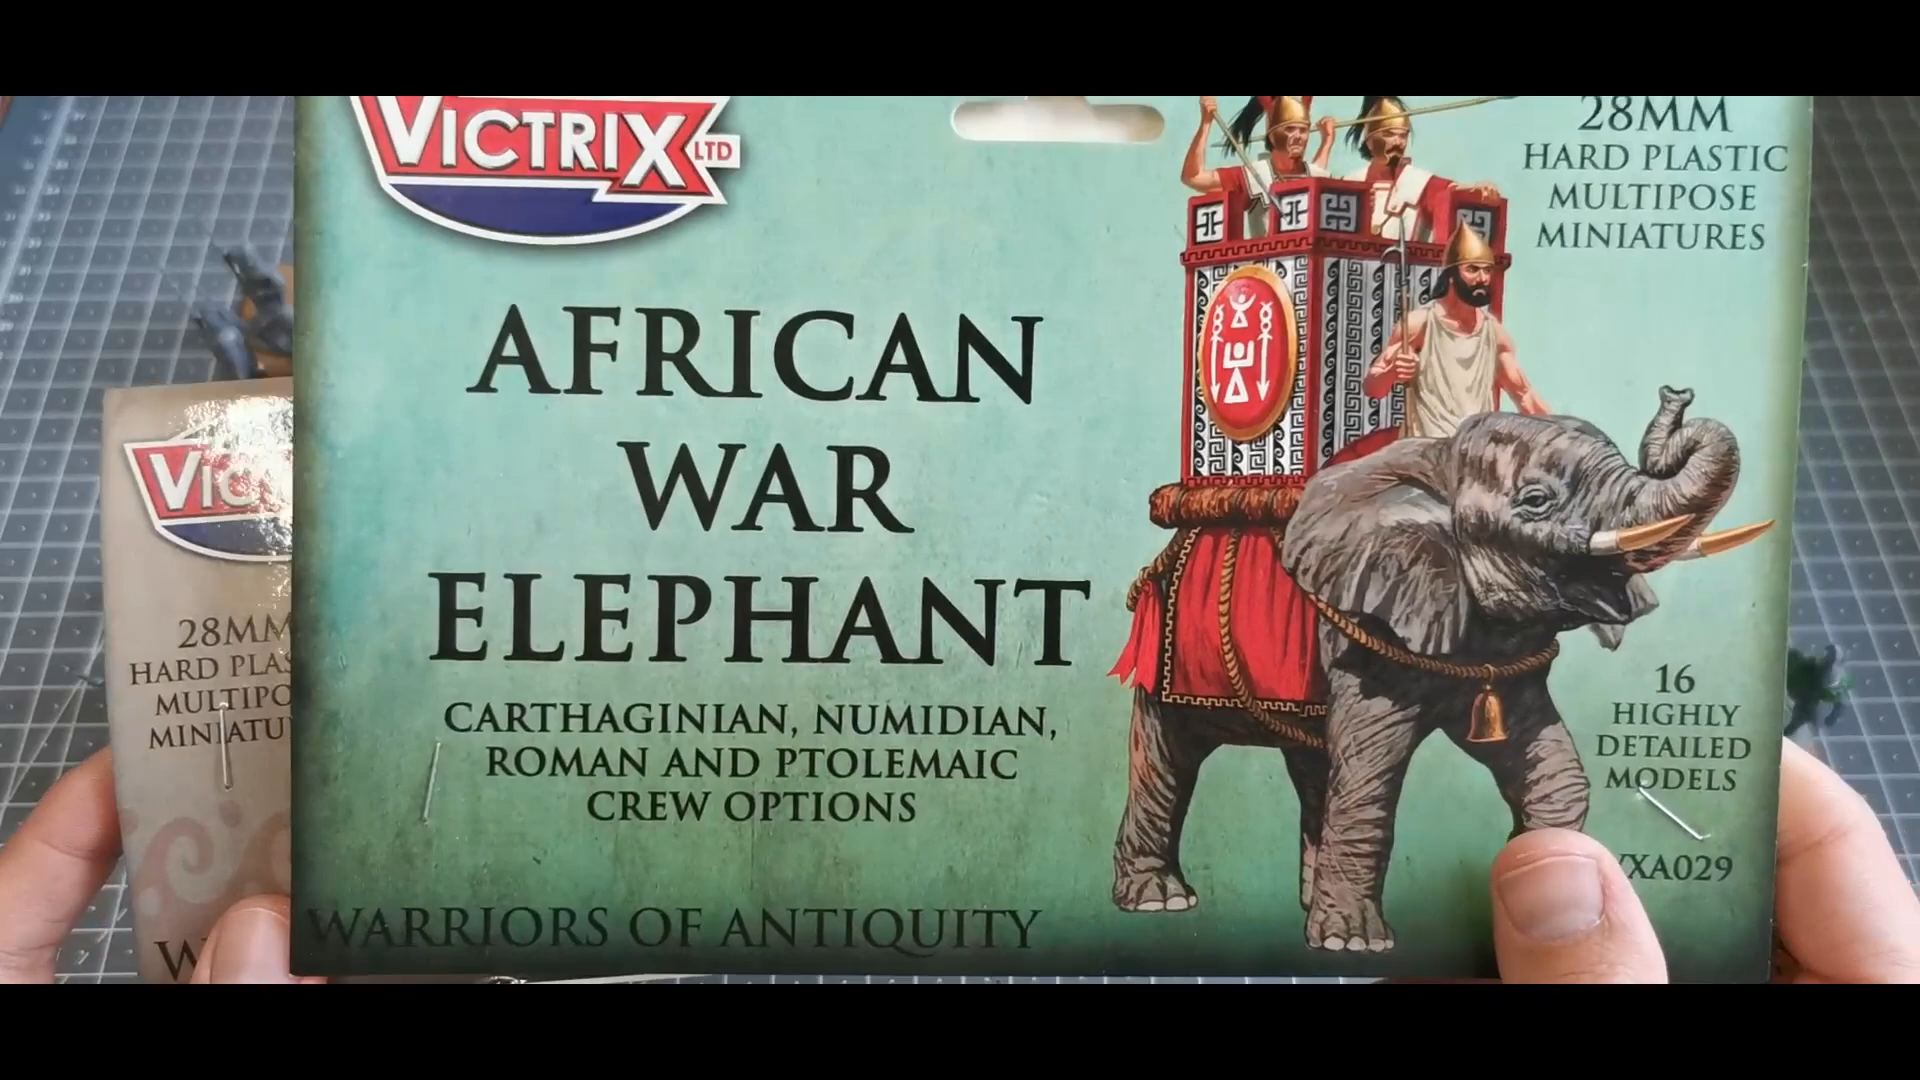 VICTRIX LTD
28MM
HARD PLASTIC
MULTIPOSE
MINIATURES
AFRICAN
WAR
ELEPHANT
CARTHAGINIAN, NUMIDIAN,
ROMAN AND PTOLEMAIC
CREW OPTIONS
16
HIGHLY
DETAILED
MODELS
VXA029
WARRIORS OF ANTIQUITY
VIC
28MM
HARD PLAS
MULTIPO
MINIATU
W